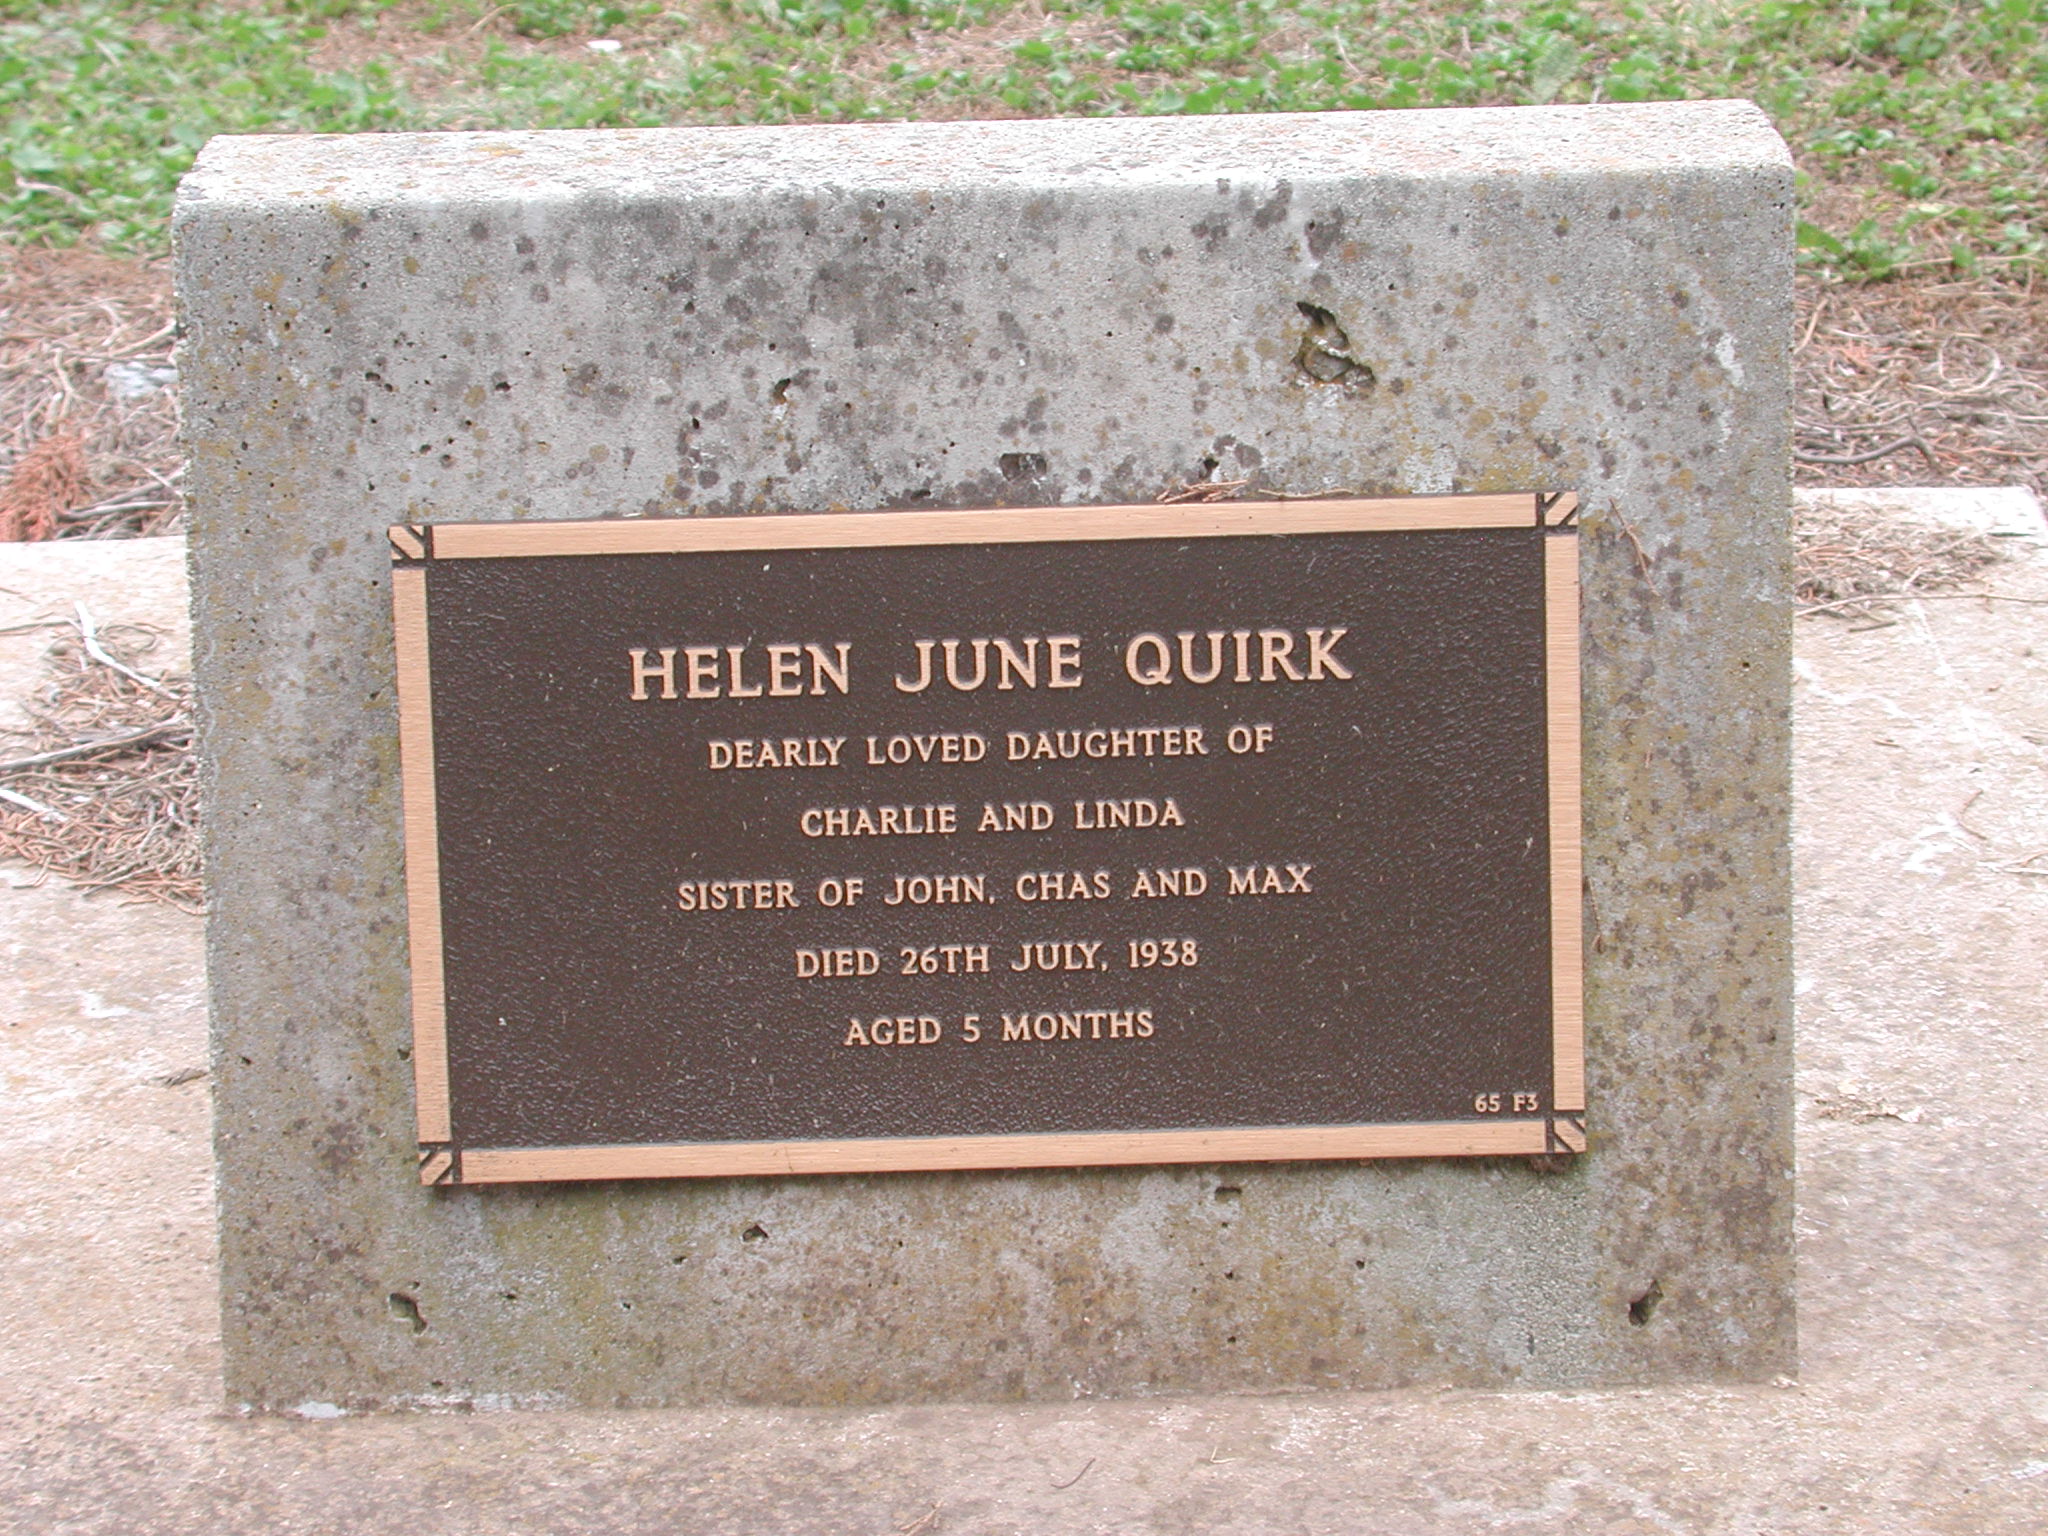 HELEN JUNE QUIRK
DEARLY LOVED DAUGHTER OF
CHARLIE AND LINDA
SISTER OF JOHN, CHAS AND MAX
DIED 26TH JULY, 1938
AGED 5 MONTHS
65 F3